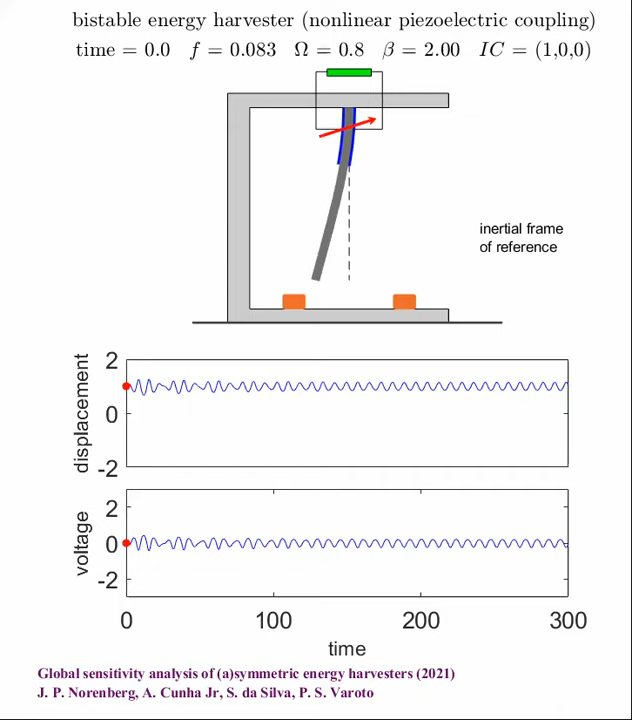 bistable energy harvester (nonlinear piezoelectric coupling)
time = 0.0 f = 0.083 Ω = 0.8 β = 2.00 IC = (1,0,0)
inertial frame
of reference
displacement
2
0
-2
voltage
2
0
-2
0 100 200 300
time
Global sensitivity analysis of (a)symmetric energy harvesters (2021)
J. P. Norenberg, A. Cunha Jr, S. da Silva, P. S. Varoto